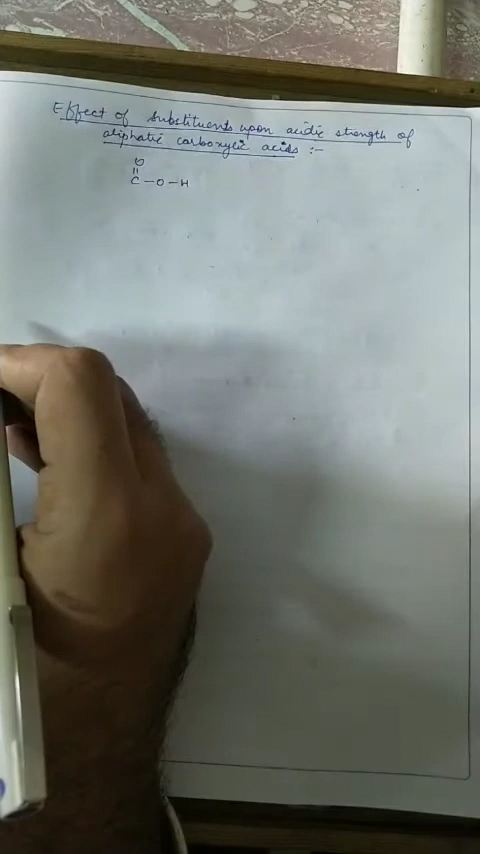 Effect of substituents upon acidic strength of
aliphatic carboxylic acids :-
O
||
C-O-H